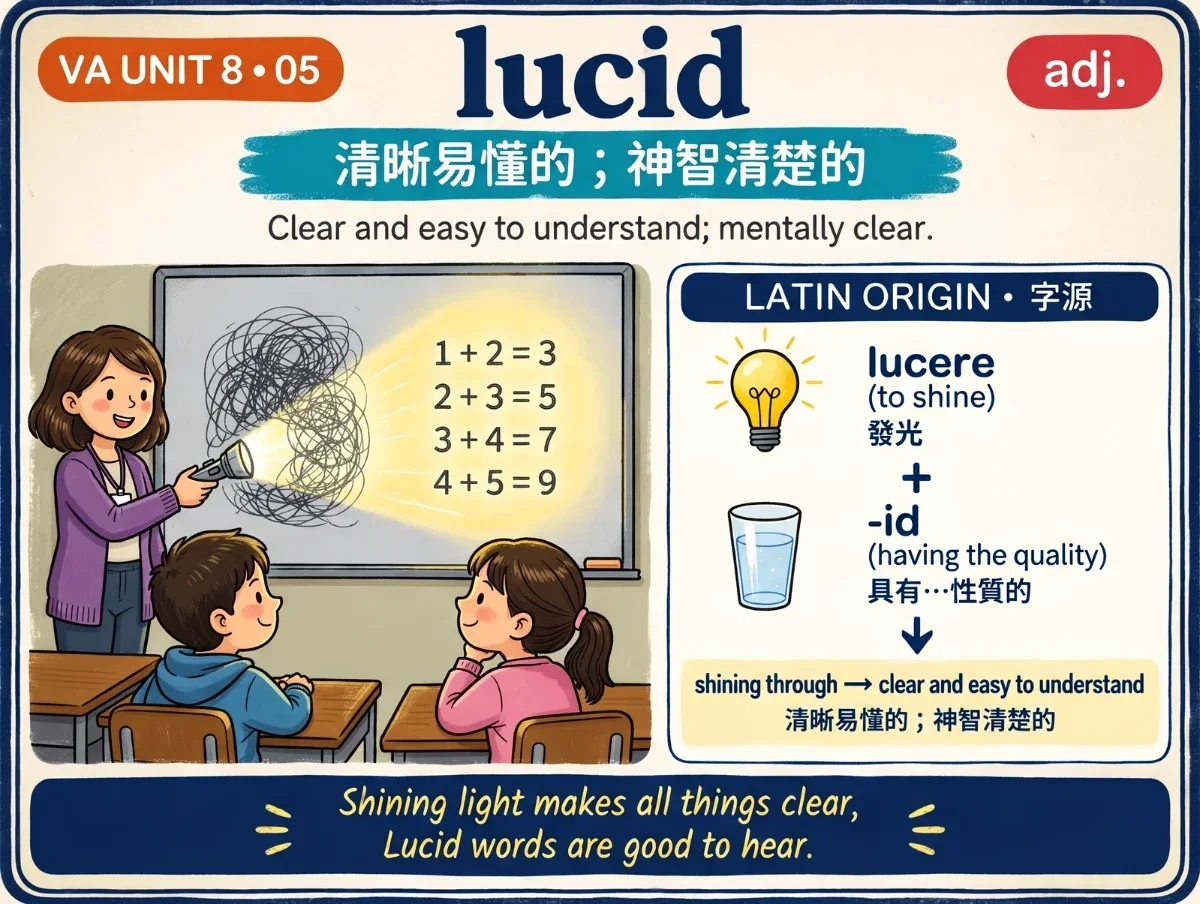 VA UNIT 8 • 05
lucid
adj.
清晰易懂的；神智清楚的
Clear and easy to understand; mentally clear.
1 + 2 = 3
2 + 3 = 5
3 + 4 = 7
4 + 5 = 9
LATIN ORIGIN • 字源
lucere
(to shine)
發光
+
-id
(having the quality)
具有…性質的
↓
shining through → clear and easy to understand
清晰易懂的；神智清楚的
Shining light makes all things clear,
Lucid words are good to hear.